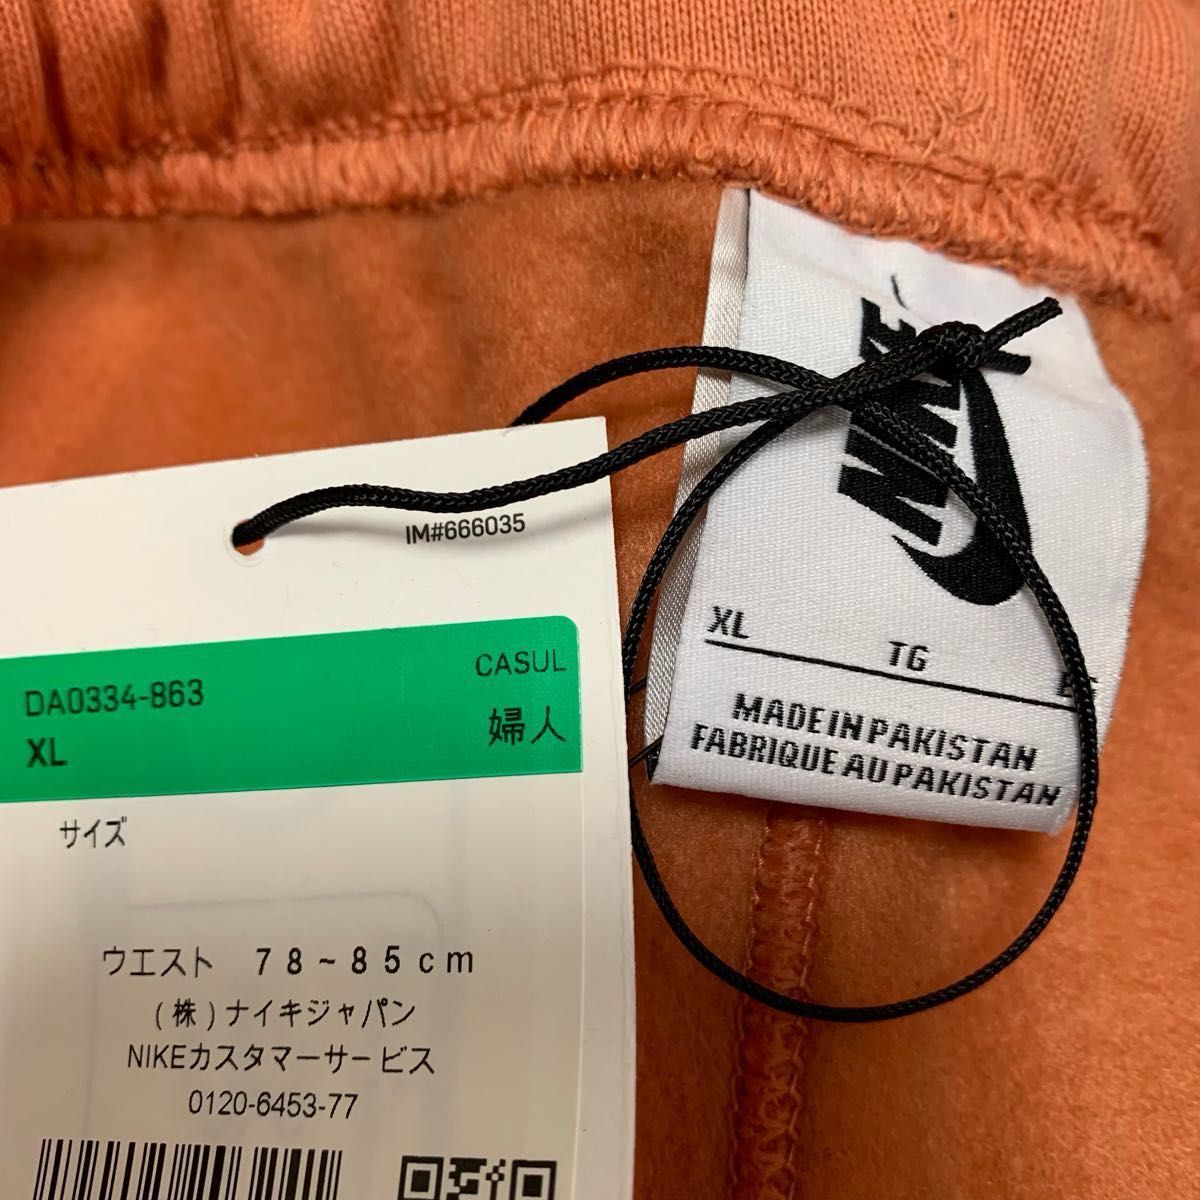 IM#666035
DA0334-863
CASUL
XL
婦人
サイズ
ウエスト 78~85cm
(株)ナイキジャパン
NIKEカスタマーサービス
0120-6453-77
NIKE
XL
TG
MADE IN PAKISTAN
FABRIQUE AU PAKISTAN